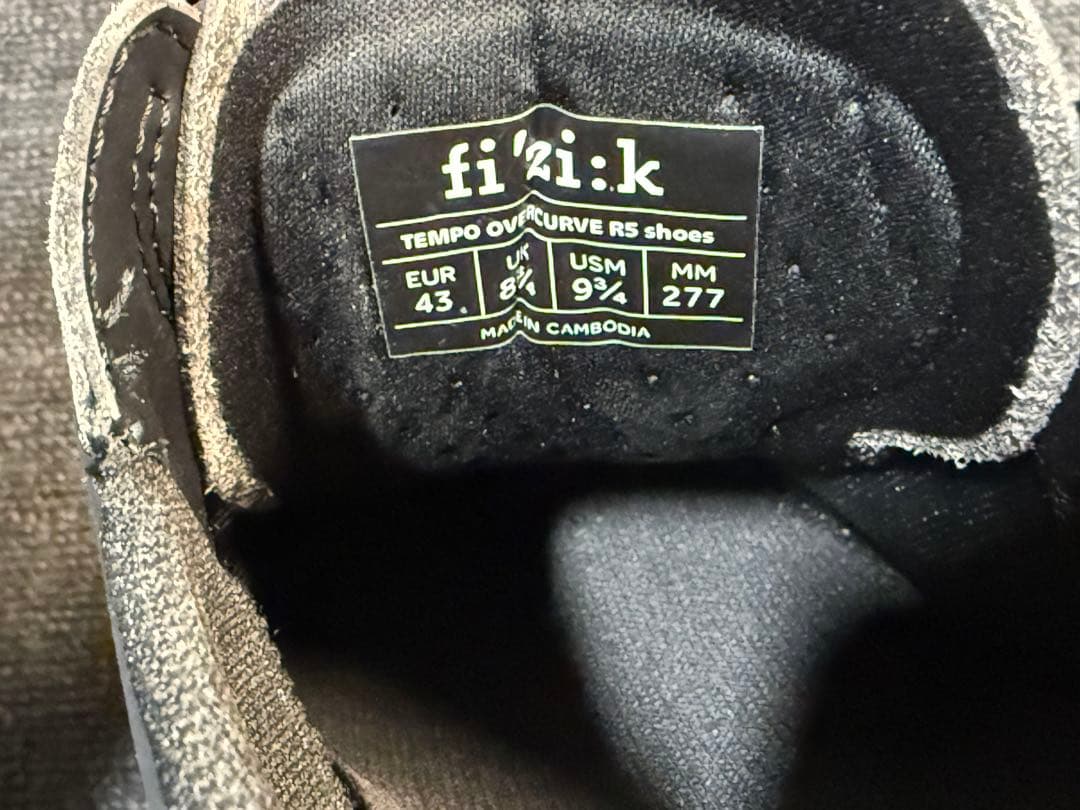 fi'zi:k
TEMPO OVERCURVE R5 shoes
EUR UK USM MM
43 8¾ 9¾ 277
MADE IN CAMBODIA